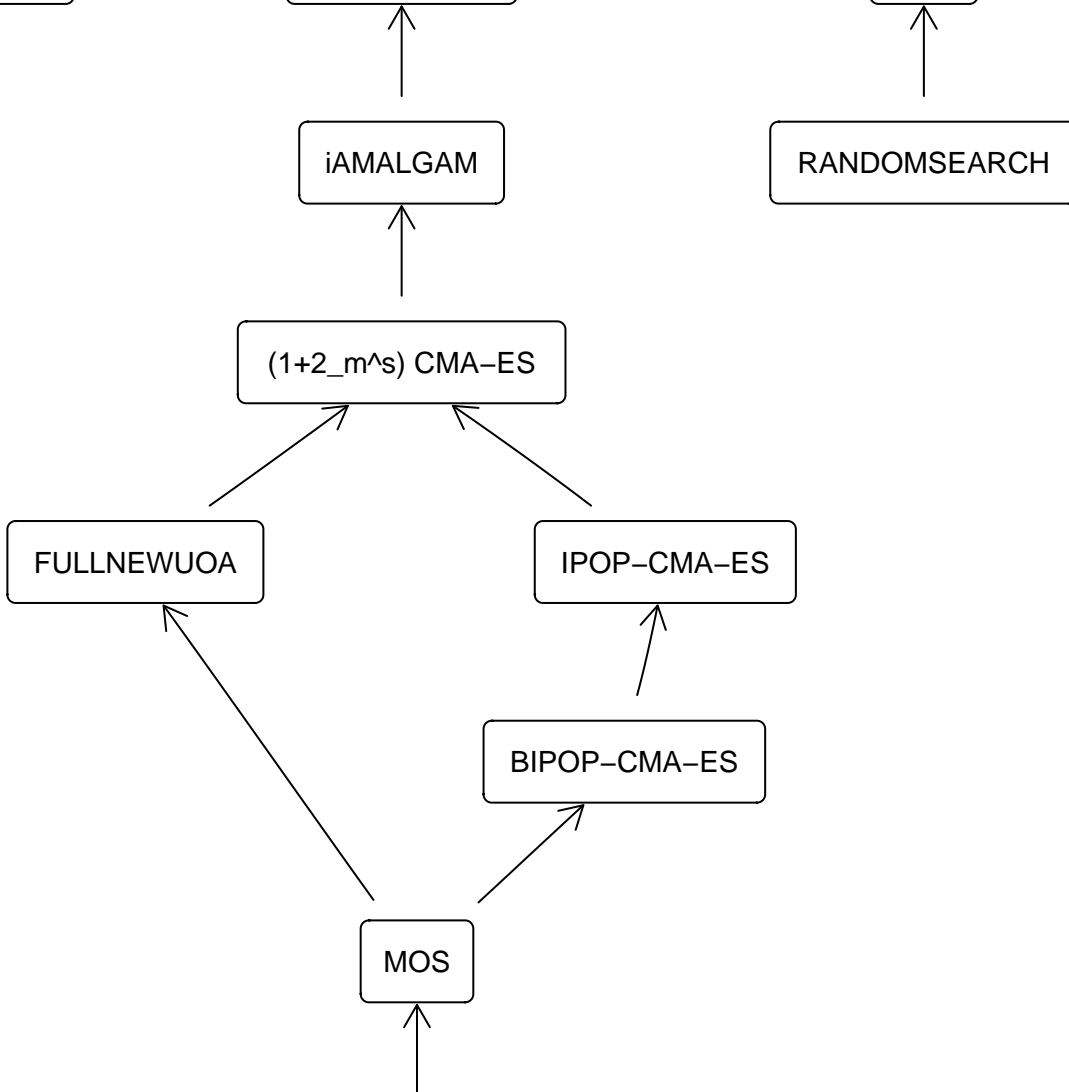 iAMALGAM
RANDOMSEARCH
(1+2_m^s) CMA−ES
FULLNEWUOA
IPOP−CMA−ES
BIPOP−CMA−ES
MOS